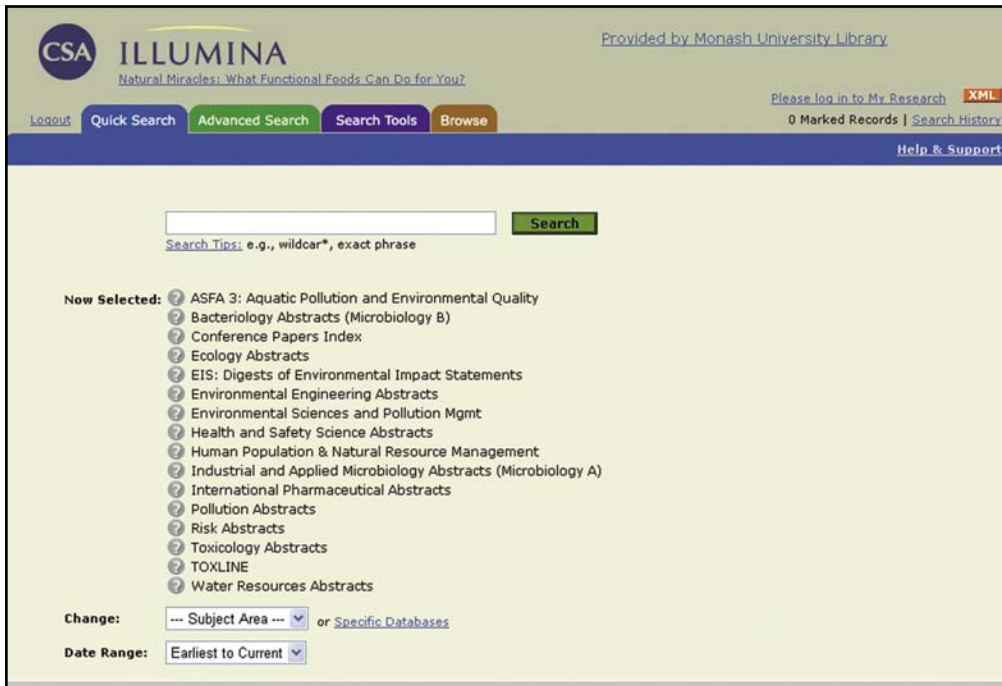 CSA ILLUMINA
Provided by Monash University Library
Natural Miracles: What Functional Foods Can Do for You?
Please log in to My Research XML
Logout Quick Search Advanced Search Search Tools Browse 0 Marked Records | Search History
Help & Support
Search
Search Tips: e.g., wildcar*, exact phrase
Now Selected: ? ASFA 3: Aquatic Pollution and Environmental Quality
? Bacteriology Abstracts (Microbiology B)
? Conference Papers Index
? Ecology Abstracts
? EIS: Digests of Environmental Impact Statements
? Environmental Engineering Abstracts
? Environmental Sciences and Pollution Mgmt
? Health and Safety Science Abstracts
? Human Population & Natural Resource Management
? Industrial and Applied Microbiology Abstracts (Microbiology A)
? International Pharmaceutical Abstracts
? Pollution Abstracts
? Risk Abstracts
? Toxicology Abstracts
? TOXLINE
? Water Resources Abstracts
Change: --- Subject Area --- or Specific Databases
Date Range: Earliest to Current